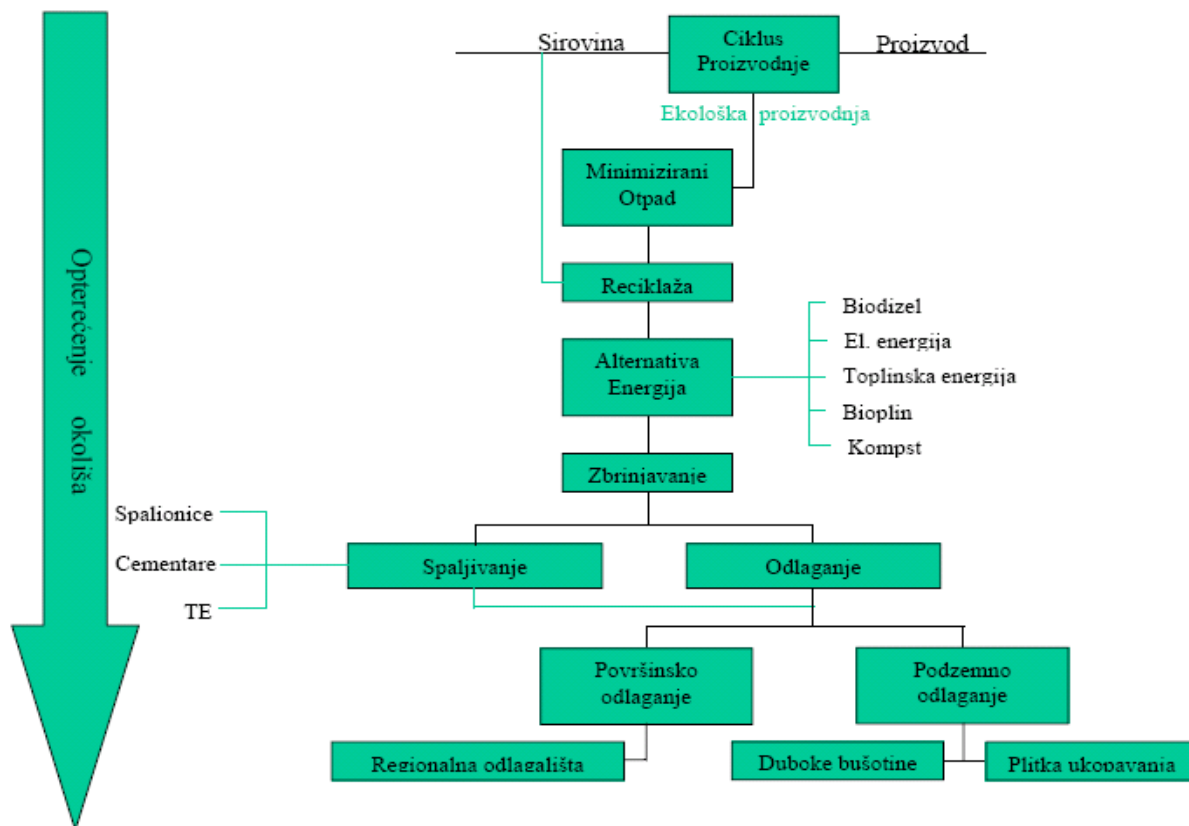 Sirovina
Ciklus
Proizvodnje
Proizvod
Ekološka proizvodnja
Minimizirani
Otpad
Reciklaža
Alternativa
Energija
Biodizel
El. energija
Toplinska energija
Bioplin
Kompst
Opterećenje okoliša
Zbrinjavanje
Spalionice
Cementare
TE
Spaljivanje
Odlaganje
Površinsko
odlaganje
Podzemno
odlaganje
Regionalna odlagališta
Duboke bušotine
Plitka ukopavanja